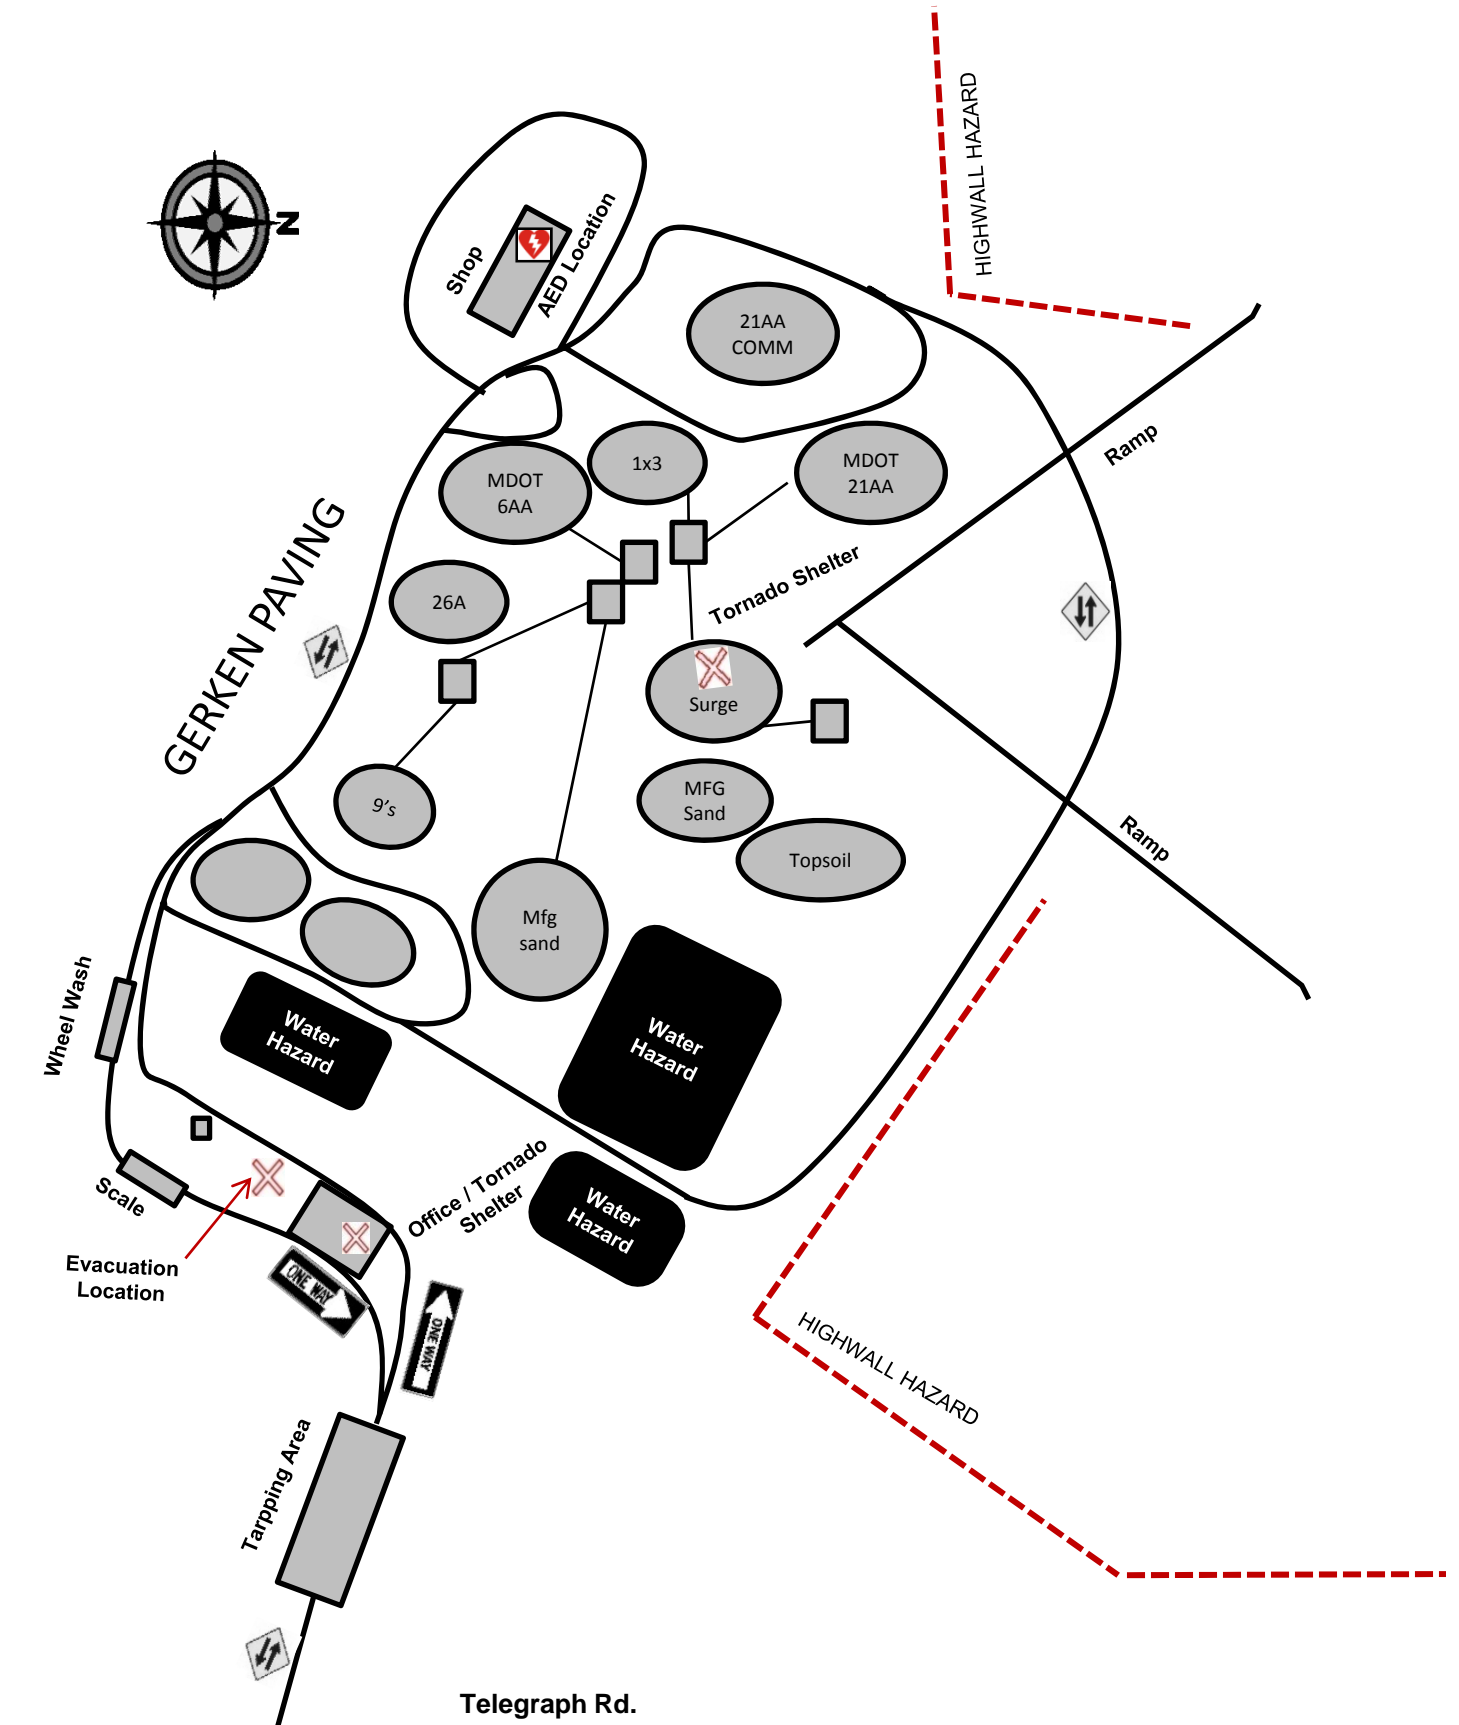 HIGHWALL HAZARD
N
Shop
AED Location
21AA
COMM
1x3
MDOT
6AA
MDOT
21AA
Ramp
GERKEN PAVING
26A
Tornado Shelter
Surge
9's
MFG
Sand
Topsoil
Ramp
Mfg
sand
Wheel Wash
Water
Hazard
Water
Hazard
Scale
Office / Tornado
Shelter
Water
Hazard
Evacuation
Location
ONE WAY
ONE WAY
HIGHWALL HAZARD
Tarpping Area
Telegraph Rd.